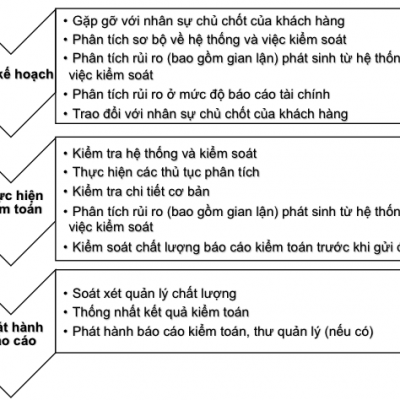 kế hoạch
• Gặp gỡ với nhân sự chủ chốt của khách hàng
• Phân tích sơ bộ về hệ thống và việc kiểm soát
• Phân tích rủi ro (bao gồm gian lận) phát sinh từ hệ thống
việc kiểm soát
• Phân tích rủi ro ở mức độ báo cáo tài chính
• Trao đổi với nhân sự chủ chốt của khách hàng
hiện
toán
• Kiểm tra hệ thống và kiểm soát
• Thực hiện các thủ tục phân tích
• Kiểm tra chi tiết cơ bản
• Phân tích rủi ro (bao gồm gian lận) phát sinh từ hệ thống
việc kiểm soát
• Kiểm soát chất lượng báo cáo kiểm toán trước khi gửi
hành
cáo
• Soát xét quản lý chất lượng
• Thống nhất kết quả kiểm toán
• Phát hành báo cáo kiểm toán, thư quản lý (nếu có)